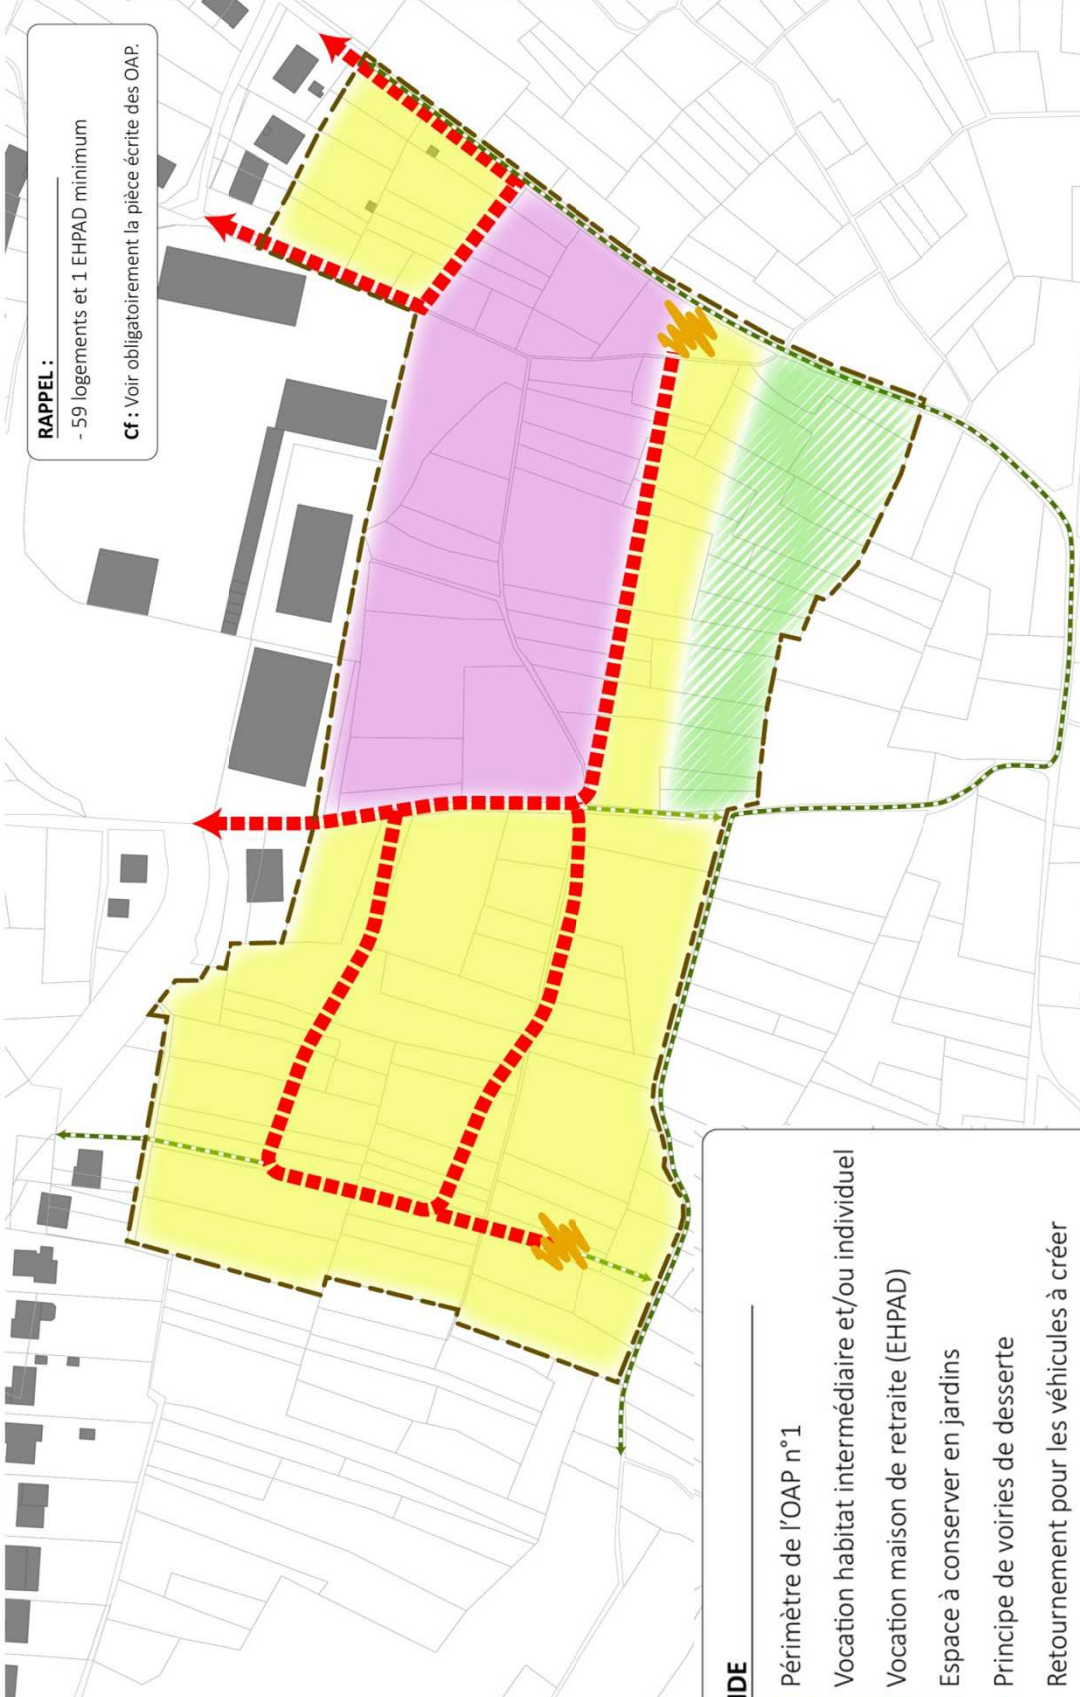 RAPPEL :
- 59 logements et 1 EHPAD minimum
Cf : Voir obligatoirement la pièce écrite des OAP.
NDE
Périmètre de l'OAP n°1
Vocation habitat intermédiaire et/ou individuel
Vocation maison de retraite (EHPAD)
Espace à conserver en jardins
Principe de voiries de desserte
Retournement pour les véhicules à créer